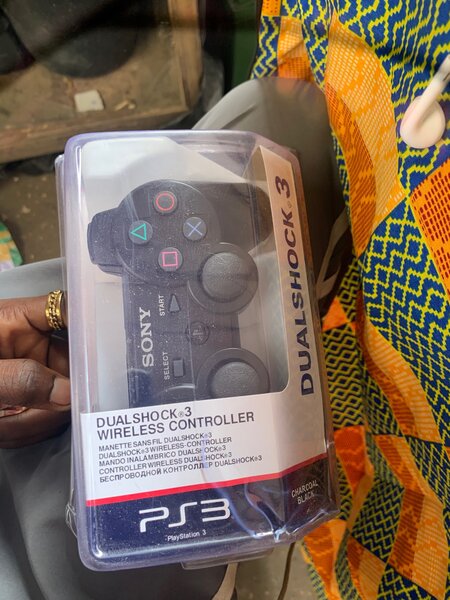 SONY
SELECT
START
DUALSHOCK®3
DUALSHOCK®3
WIRELESS CONTROLLER
MANETTE SANS FIL DUALSHOCK®3
DUALSHOCK®3 WIRELESS-CONTROLLER
MANDO INALÁMBRICO DUALSHOCK®3
CONTROLLER WIRELESS DUALSHOCK®3
БЕСПРОВОДНОЙ КОНТРОЛЛЕР DUALSHOCK®3
CHARCOAL
BLACK
PS3
PlayStation 3